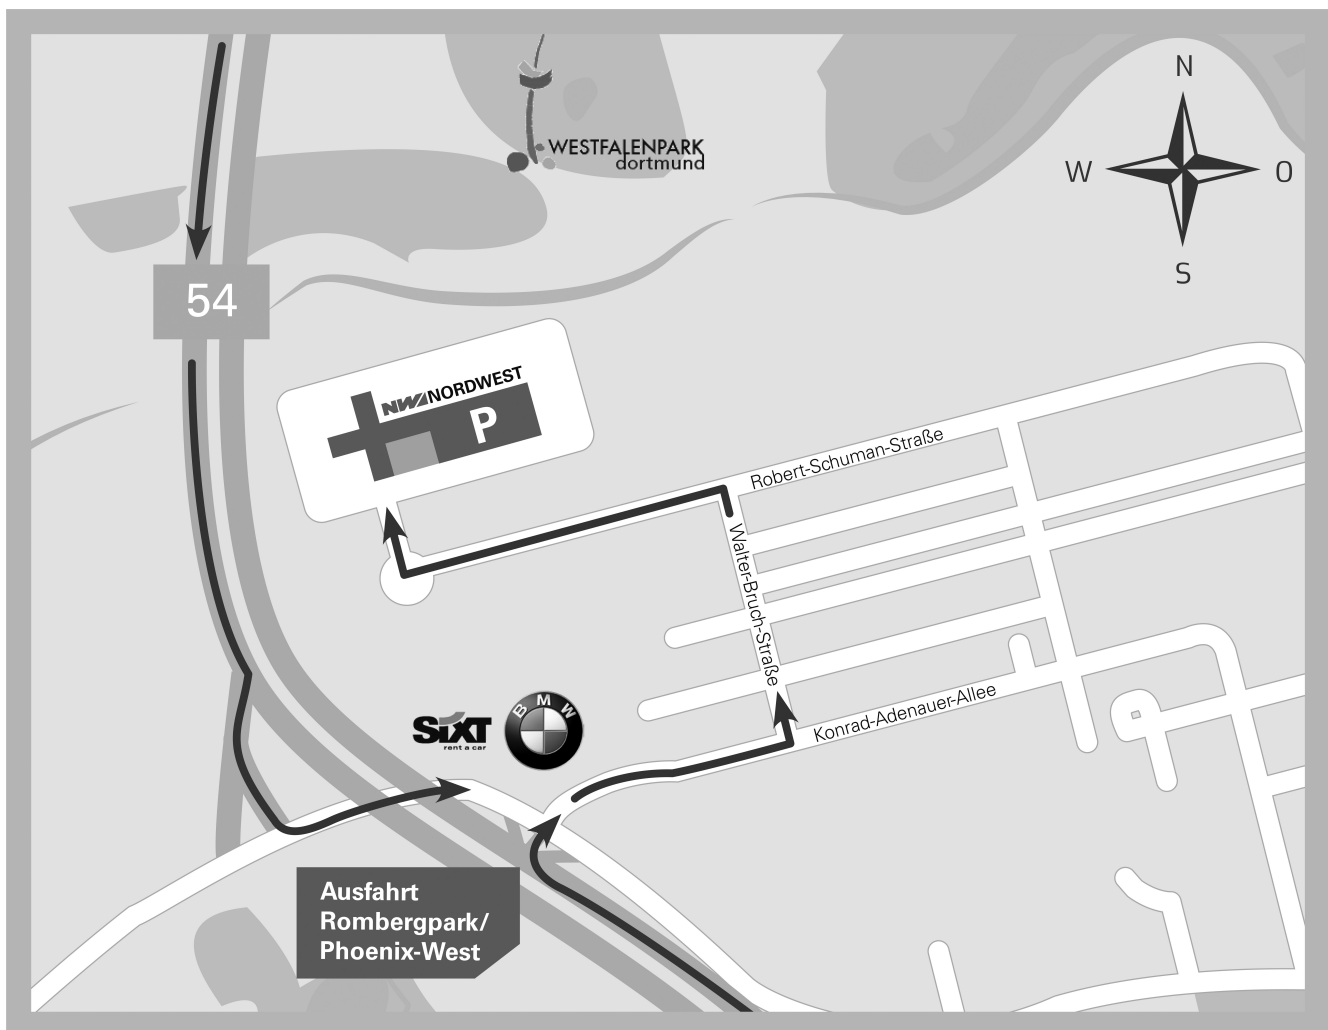 N
W
O
S
WESTFALENPARK
dortmund
54
NW NORDWEST
P
Robert-Schuman-Straße
Walter-Bruch-Straße
Konrad-Adenauer-Allee
SiXT
rent a car
BMW
Ausfahrt
Rombergpark/
Phoenix-West